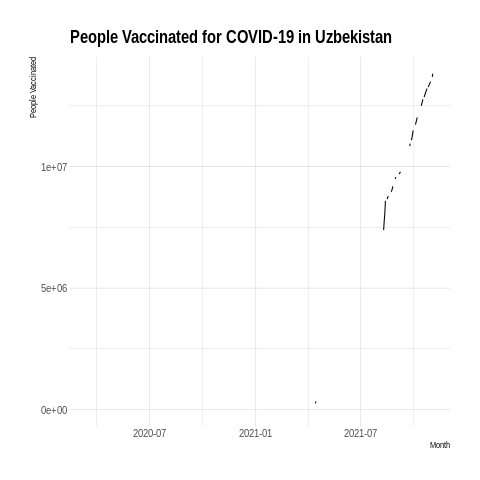 People Vaccinated for COVID-19 in Uzbekistan
People Vaccinated
1e+07
5e+06
0e+00
2020-07 2021-01 2021-07
Month